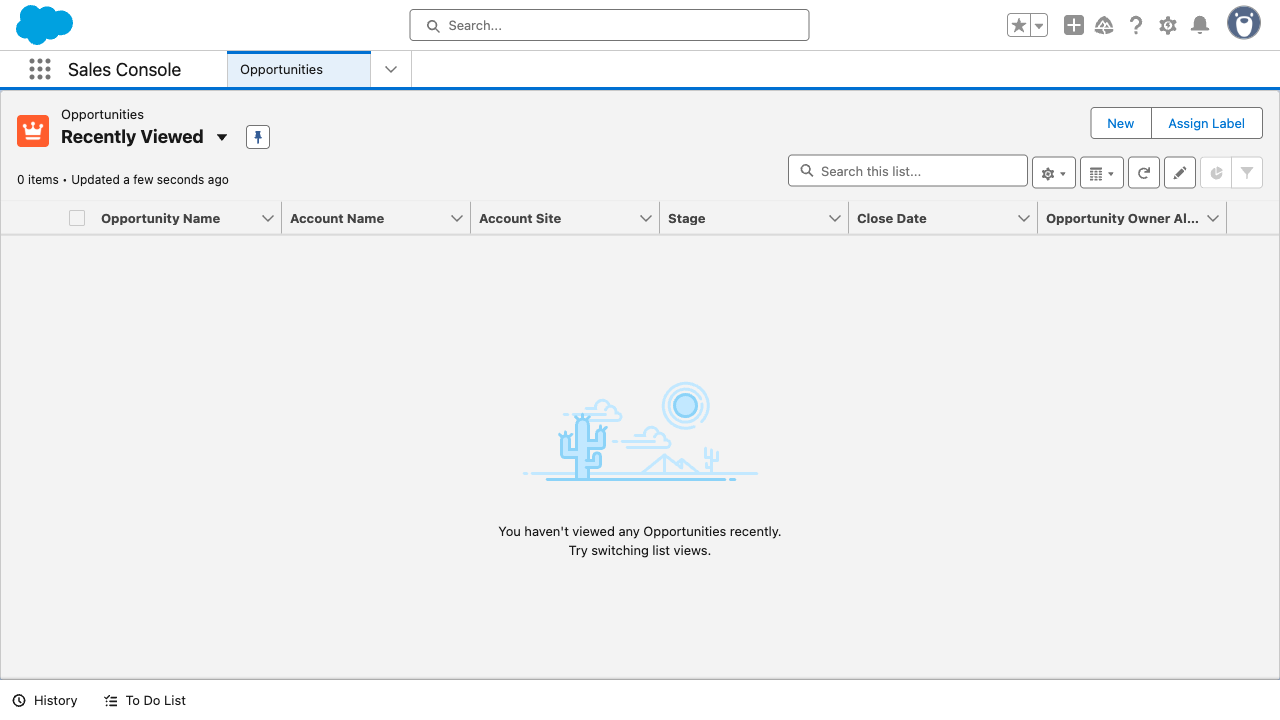 Search...
Sales Console
Opportunities
Opportunities
Recently Viewed
New
Assign Label
0 items • Updated a few seconds ago
Search this list...
Opportunity Name
Account Name
Account Site
Stage
Close Date
Opportunity Owner Al...
You haven't viewed any Opportunities recently.
Try switching list views.
History
To Do List